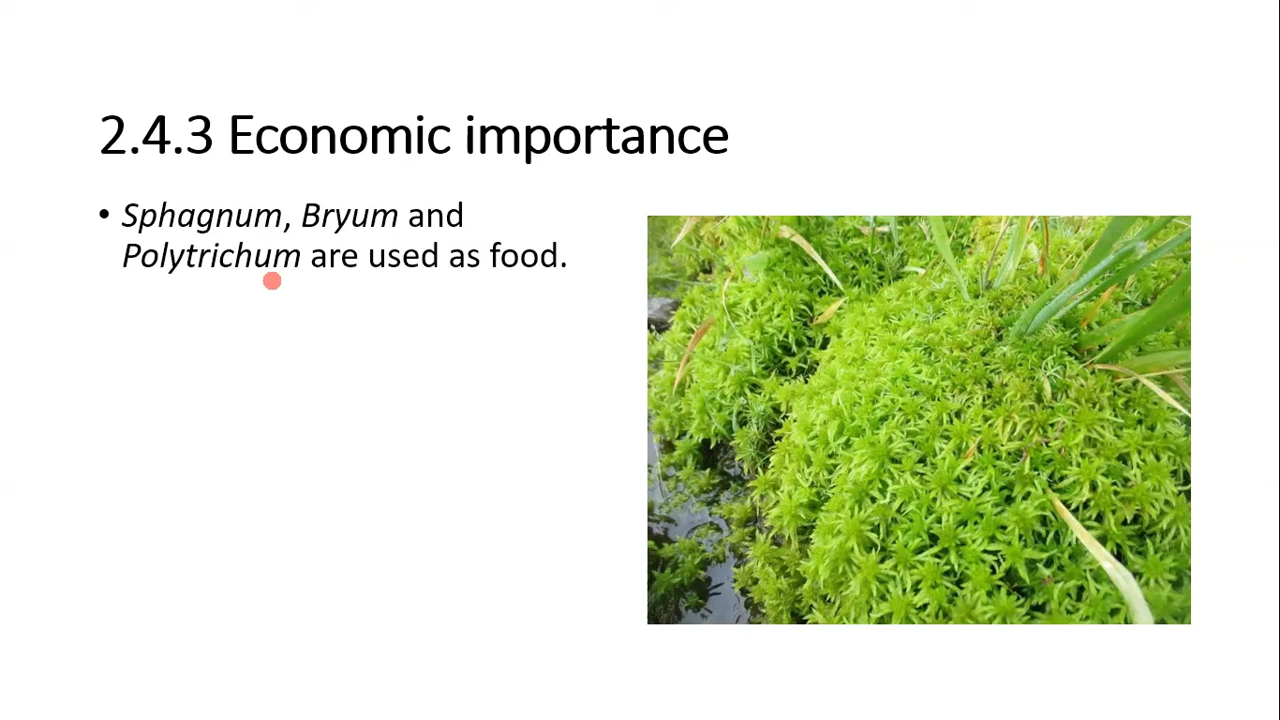 2.4.3 Economic importance
• Sphagnum, Bryum and
Polytrichum are used as food.